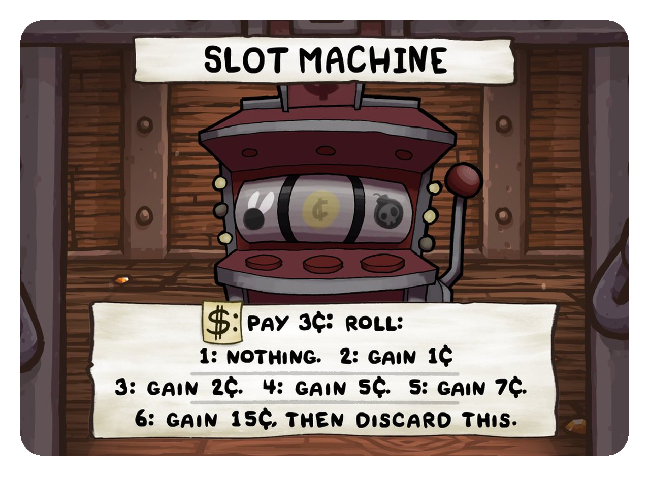 SLOT MACHINE
$: PAY 3¢: ROLL:
1: NOTHING. 2: GAIN 1¢
3: GAIN 2¢. 4: GAIN 5¢. 5: GAIN 7¢.
6: GAIN 15¢, THEN DISCARD THIS.